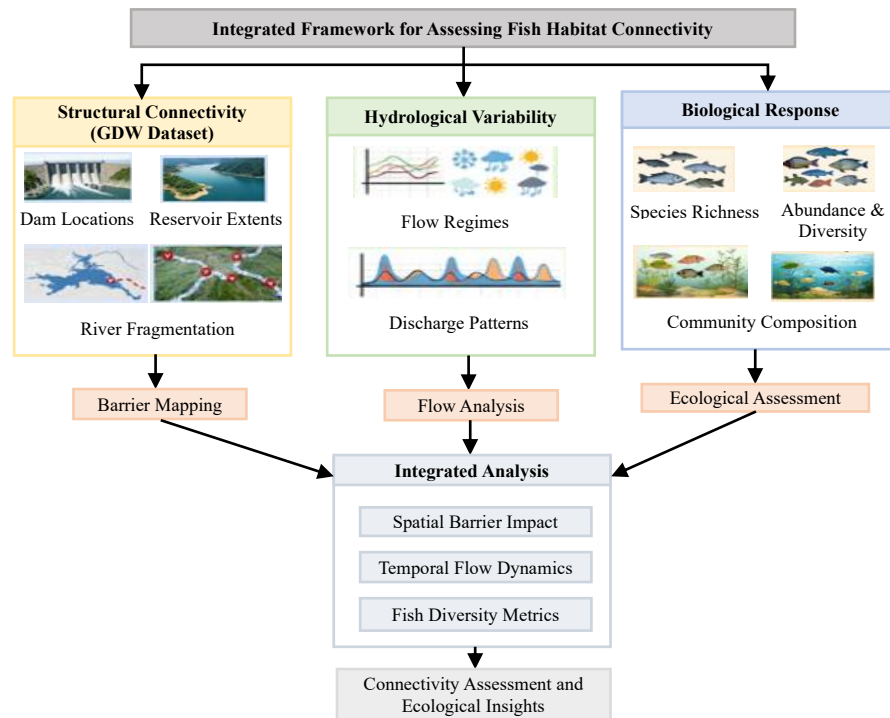 Integrated Framework for Assessing Fish Habitat Connectivity
Structural Connectivity
(GDW Dataset)
Dam Locations
Reservoir Extents
River Fragmentation
Barrier Mapping
Hydrological Variability
Flow Regimes
Discharge Patterns
Flow Analysis
Biological Response
Species Richness
Abundance &
Diversity
Community Composition
Ecological Assessment
Integrated Analysis
Spatial Barrier Impact
Temporal Flow Dynamics
Fish Diversity Metrics
Connectivity Assessment and
Ecological Insights